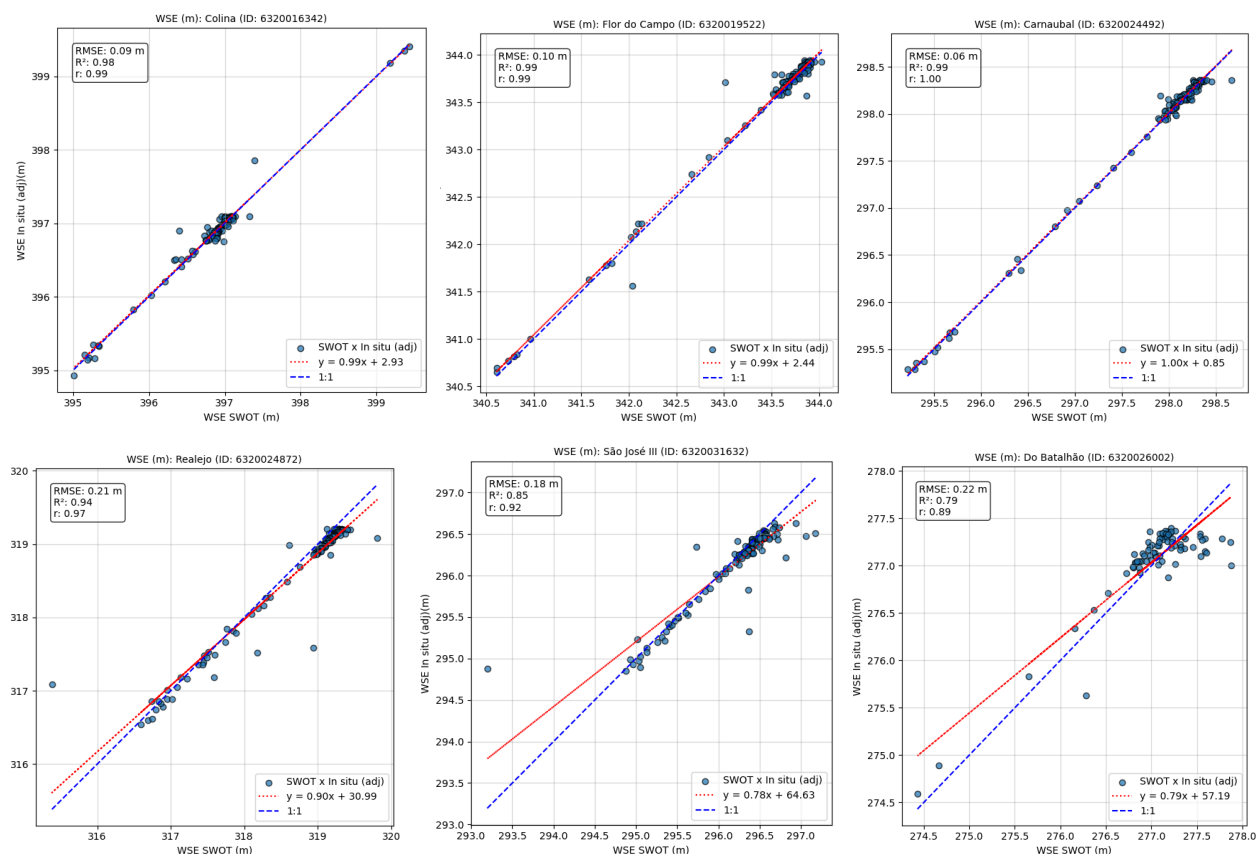 WSE (m): Colina (ID: 6320016342)
RMSE: 0.09 m
R²: 0.98
r: 0.99
399
398
397
396
395
WSE In situ (adj)(m)
SWOT x In situ (adj)
y = 0.99x + 2.93
1:1
395 396 397 398 399
WSE SWOT (m)
WSE (m): Flor do Campo (ID: 6320019522)
RMSE: 0.10 m
R²: 0.99
r: 0.99
344.0
343.5
343.0
342.5
342.0
341.5
341.0
340.5
SWOT x In situ (adj)
y = 0.99x + 2.44
1:1
340.5 341.0 341.5 342.0 342.5 343.0 343.5 344.0
WSE SWOT (m)
WSE (m): Carnaubal (ID: 6320024492)
RMSE: 0.06 m
R²: 0.99
r: 1.00
298.5
298.0
297.5
297.0
296.5
296.0
295.5
SWOT x In situ (adj)
y = 1.00x + 0.85
1:1
295.5 296.0 296.5 297.0 297.5 298.0 298.5
WSE SWOT (m)
WSE (m): Realejo (ID: 6320024872)
RMSE: 0.21 m
R²: 0.94
r: 0.97
320
319
318
317
316
SWOT x In situ (adj)
y = 0.90x + 30.99
1:1
316 317 318 319 320
WSE SWOT (m)
WSE (m): São José III (ID: 6320031632)
RMSE: 0.18 m
R²: 0.85
r: 0.92
297.0
296.5
296.0
295.5
295.0
294.5
294.0
293.5
293.0
WSE In situ (adj)(m)
SWOT x In situ (adj)
y = 0.78x + 64.63
1:1
293.0 293.5 294.0 294.5 295.0 295.5 296.0 296.5 297.0
WSE SWOT (m)
WSE (m): Do Batalhão (ID: 6320026002)
RMSE: 0.22 m
R²: 0.79
r: 0.89
278.0
277.5
277.0
276.5
276.0
275.5
275.0
274.5
WSE In situ (adj)(m)
SWOT x In situ (adj)
y = 0.79x + 57.19
1:1
274.5 275.0 275.5 276.0 276.5 277.0 277.5 278.0
WSE SWOT (m)